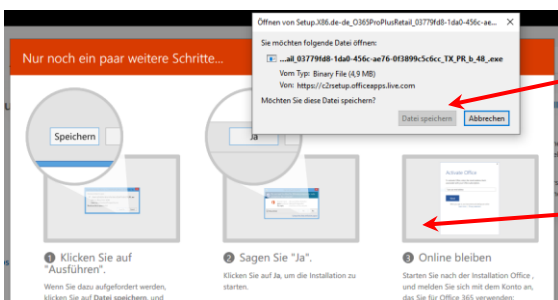 Öffnen von Setup.X86.de-de_O365ProPlusRetail_03779fd8-1da0-456c-ae...
Sie möchten folgende Datei öffnen:
...ail_03779fd8-1da0-456c-ae76-0f3899c5c6cc_TX_PR_b_48_.exe
Vom Typ: Binary File (4,9 MB)
Von: https://c2rsetup.officeapps.live.com
Möchten Sie diese Datei speichern?
Datei speichern
Abbrechen
Nur noch ein paar weitere Schritte...
Speichern
Ja
Activate Office
1 Klicken Sie auf
"Ausführen".
Wenn Sie dazu aufgefordert werden,
klicken Sie auf Datei speichern, und
2 Sagen Sie "Ja".
Klicken Sie auf Ja, um die Installation zu
starten.
3 Online bleiben
Starten Sie nach der Installation Office ,
und melden Sie sich mit dem Konto an,
das Sie für Office 365 verwenden: